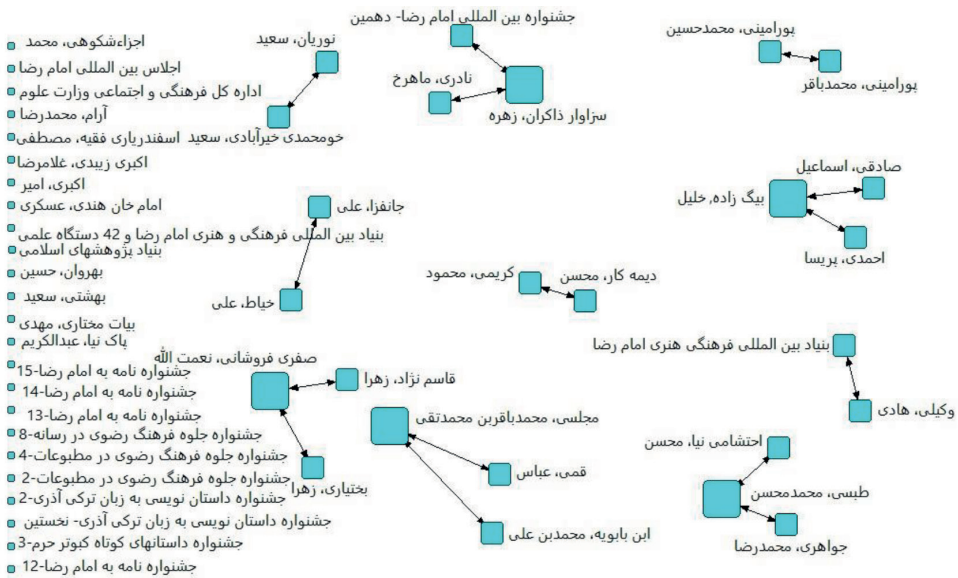 اجزاءشکوهی، محمد
اجلاس بین المللی امام رضا
اداره کل فرهنگی و اجتماعی وزارت علوم
آرام، محمدرضا
اسفندریاری فقیه، مصطفی
اکبری زیبدی، غلامرضا
اکبری، امیر
امام خان هندی، عسکری
بنیاد بین المللی فرهنگی و هنری امام رضا و 42 دستگاه علمی
بنیاد پژوهشهای اسلامی
بهروان، حسین
بهشتی، سعید
بیات مختاری، مهدی
پاک نیا، عبدالکریم
جشنواره نامه به امام رضا-15
جشنواره نامه به امام رضا-14
جشنواره نامه به امام رضا-13
جشنواره جلوه فرهنگ رضوی در رسانه-8
جشنواره جلوه فرهنگ رضوی در مطبوعات-4
جشنواره جلوه فرهنگ رضوی در مطبوعات-2
جشنواره داستان نویسی به زبان ترکی آذری-2
جشنواره داستان نویسی به زبان ترکی آذری- نخستین
جشنواره داستانهای کوتاه کبوتر حرم-3
جشنواره نامه به امام رضا-12
نوریان، سعید
خومحمدی خیرآبادی، سعید
جانفزا، علی
خیاط، علی
صفری فروشانی، نعمت الله
قاسم نژاد، زهرا
بختیاری، زهرا
جشنواره بین المللی امام رضا- دهمین
نادری، ماهرخ
سزاوار ذاکران، زهره
کریمی، محمود
دیمه کار، محسن
مجلسی، محمدباقربن محمدتقی
قمی، عباس
ابن بابویه، محمدبن علی
پورامینی، محمدحسین
پورامینی، محمدباقر
صادقی، اسماعیل
بیگ زاده, خلیل
احمدی، پریسا
بنیاد بین المللی فرهنگی هنری امام رضا
وکیلی، هادی
احتشامی نیا، محسن
طبسی، محمدمحسن
جواهری، محمدرضا